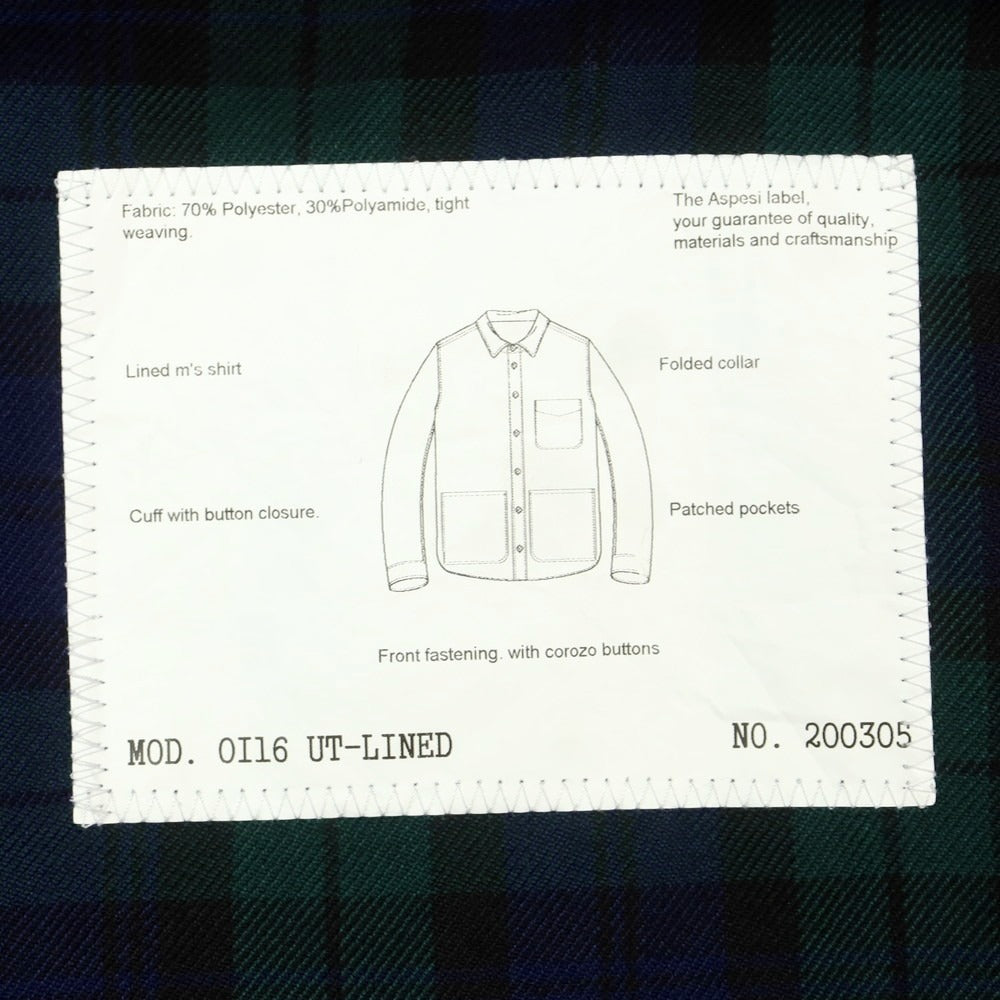 Fabric: 70% Polyester, 30%Polyamide, tight
weaving.
The Aspesi label,
your guarantee of quality,
materials and craftsmanship
Lined m's shirt
Folded collar
Cuff with button closure.
Patched pockets
Front fastening. with corozo buttons
MOD. OI16 UT-LINED
NO. 200305